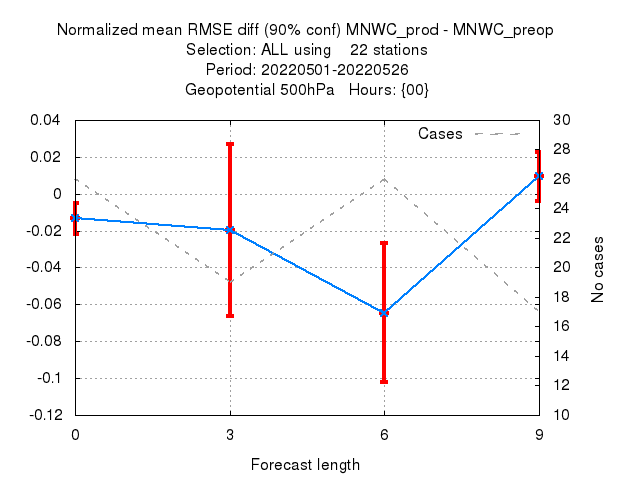 Normalized mean RMSE diff (90% conf) MNWC_prod - MNWC_preop
Selection: ALL using    22 stations
Period: 20220501-20220526
Geopotential 500hPa   Hours: {00}
0.04
0.02
0
-0.02
-0.04
-0.06
-0.08
-0.1
-0.12
Cases
30
28
26
24
22
20
18
16
14
12
10
No cases
0 3 6 9
Forecast length